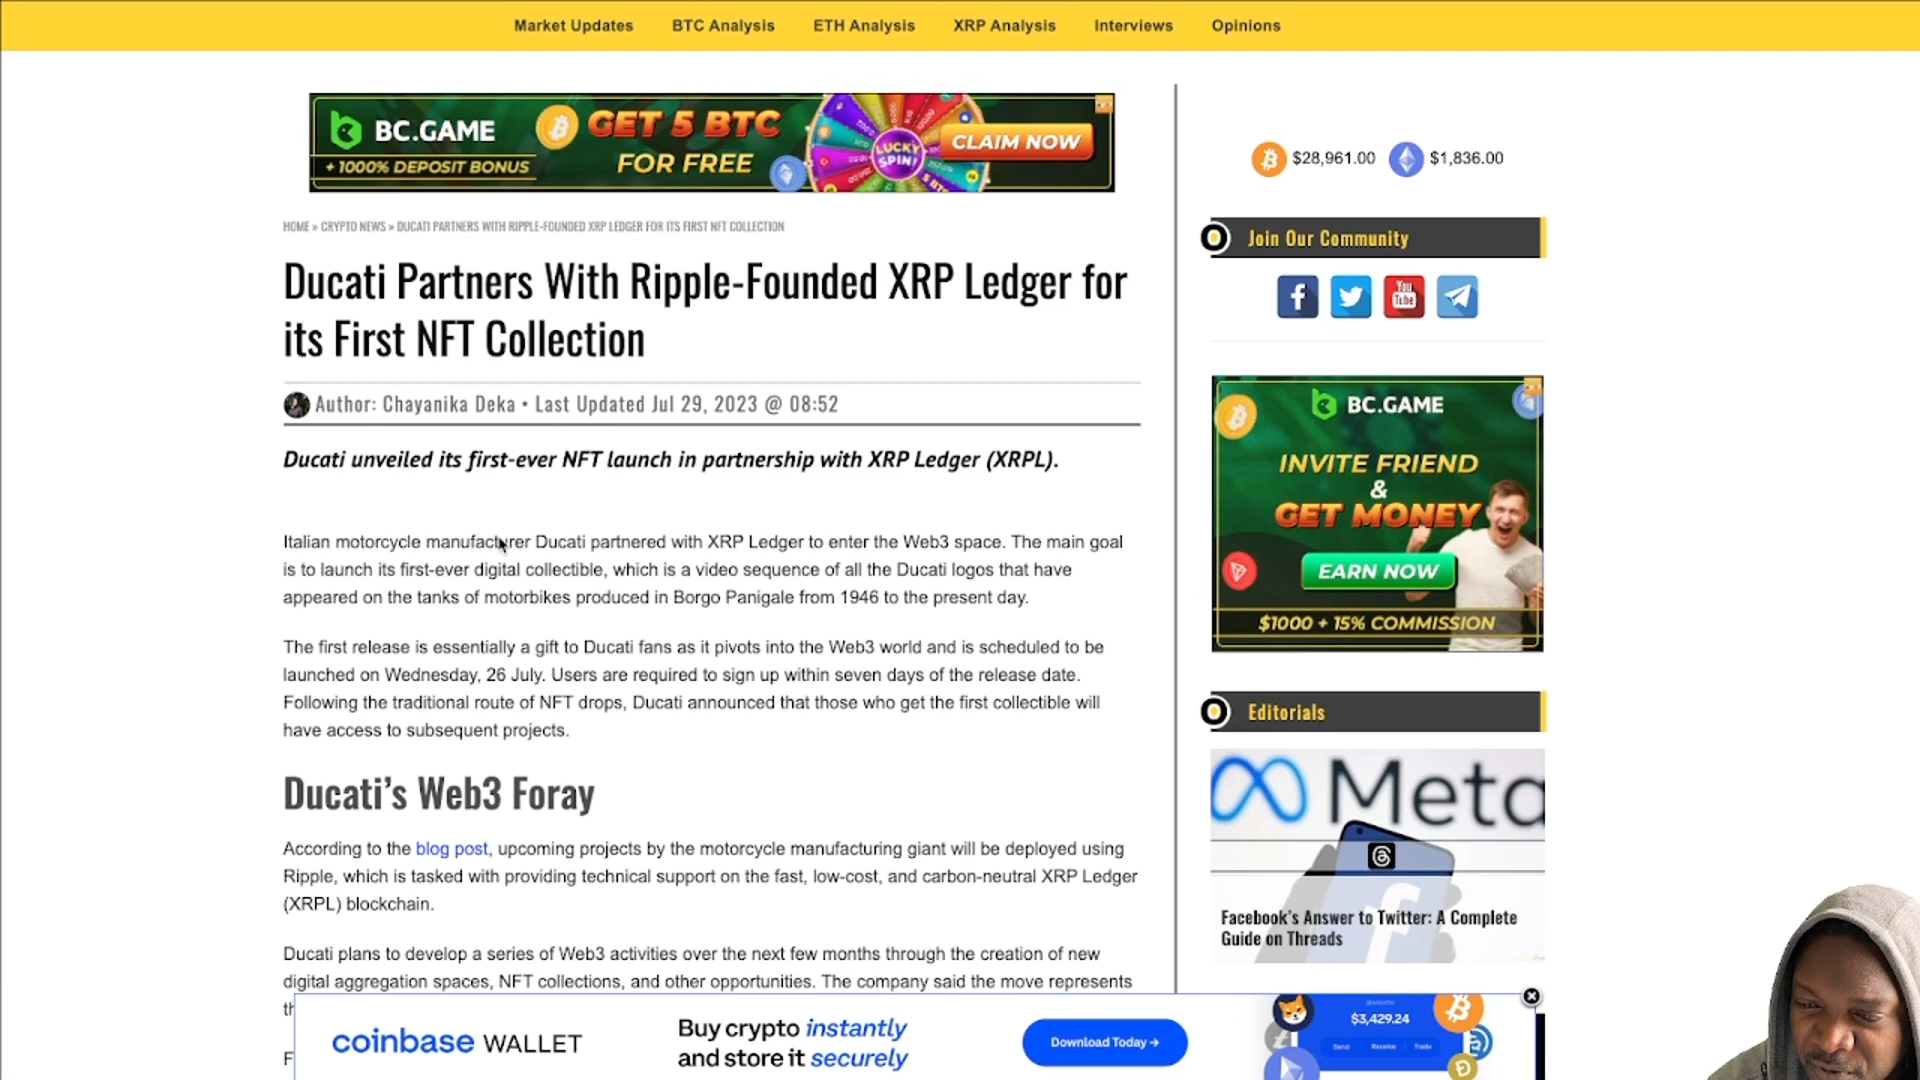 Market Updates BTC Analysis ETH Analysis XRP Analysis Interviews Opinions
BC.GAME
+ 1000% DEPOSIT BONUS
GET 5 BTC
FOR FREE
LUCKY
SPIN!
CLAIM NOW
$28,961.00 $1,836.00
HOME » CRYPTO NEWS » DUCATI PARTNERS WITH RIPPLE-FOUNDED XRP LEDGER FOR ITS FIRST NFT COLLECTION
Ducati Partners With Ripple-Founded XRP Ledger for
its First NFT Collection
Author: Chayanika Deka • Last Updated Jul 29, 2023 @ 08:52
Ducati unveiled its first-ever NFT launch in partnership with XRP Ledger (XRPL).
Italian motorcycle manufacturer Ducati partnered with XRP Ledger to enter the Web3 space. The main goal
is to launch its first-ever digital collectible, which is a video sequence of all the Ducati logos that have
appeared on the tanks of motorbikes produced in Borgo Panigale from 1946 to the present day.
The first release is essentially a gift to Ducati fans as it pivots into the Web3 world and is scheduled to be
launched on Wednesday, 26 July. Users are required to sign up within seven days of the release date.
Following the traditional route of NFT drops, Ducati announced that those who get the first collectible will
have access to subsequent projects.
Ducati's Web3 Foray
According to the blog post, upcoming projects by the motorcycle manufacturing giant will be deployed using
Ripple, which is tasked with providing technical support on the fast, low-cost, and carbon-neutral XRP Ledger
(XRPL) blockchain.
Ducati plans to develop a series of Web3 activities over the next few months through the creation of new
digital aggregation spaces, NFT collections, and other opportunities. The company said the move represents
Join Our Community
You
Tube
BC.GAME
INVITE FRIEND
&
GET MONEY
EARN NOW
$1000 + 15% COMMISSION
Editorials
Meta
Facebook's Answer to Twitter: A Complete
Guide on Threads
coinbase WALLET
Buy crypto instantly
and store it securely
Download Today →
$3,429.24
Send Receive Trade